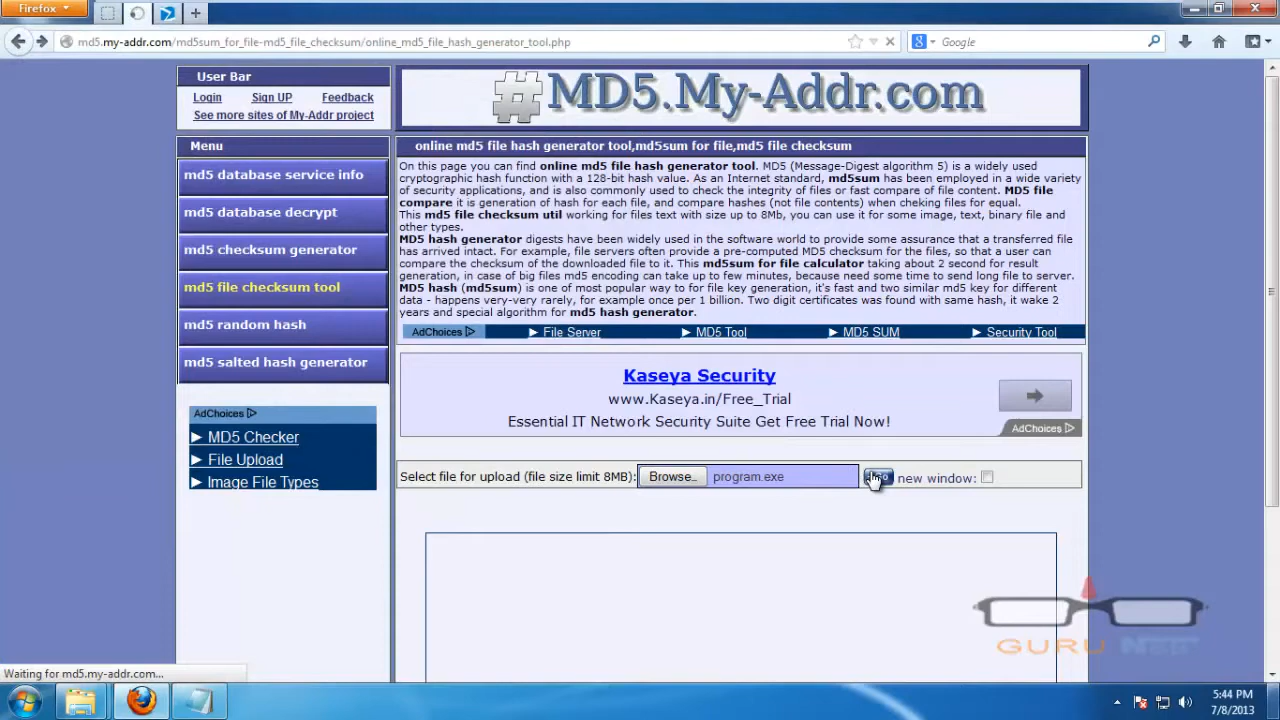 Firefox
md5.my-addr.com/md5sum_for_file-md5_file_checksum/online_md5_file_hash_generator_tool.php
Google
User Bar
Login Sign UP Feedback
See more sites of My-Addr project
#MD5.My-Addr.com
Menu
md5 database service info
md5 database decrypt
md5 checksum generator
md5 file checksum tool
md5 random hash
md5 salted hash generator
AdChoices
MD5 Checker
File Upload
Image File Types
online md5 file hash generator tool,md5sum for file,md5 file checksum
On this page you can find online md5 file hash generator tool. MD5 (Message-Digest algorithm 5) is a widely used
cryptographic hash function with a 128-bit hash value. As an Internet standard, md5sum has been employed in a wide variety
of security applications, and is also commonly used to check the integrity of files or fast compare of file content. MD5 file
compare it is generation of hash for each file, and compare hashes (not file contents) when cheking files for equal.
This md5 file checksum util working for files text with size up to 8Mb, you can use it for some image, text, binary file and
other types.
MD5 hash generator digests have been widely used in the software world to provide some assurance that a transferred file
has arrived intact. For example, file servers often provide a pre-computed MD5 checksum for the files, so that a user can
compare the checksum of the downloaded file to it. This md5sum for file calculator taking about 2 second for result
generation, in case of big files md5 encoding can take up to few minutes, because need some time to send long file to server.
MD5 hash (md5sum) is one of most popular way to for file key generation, it's fast and two similar md5 key for different
data - happens very-very rarely, for example once per 1 billion. Two digit certificates was found with same hash, it wake 2
years and special algorithm for md5 hash generator.
AdChoices File Server MD5 Tool MD5 SUM Security Tool
Kaseya Security
www.Kaseya.in/Free_Trial
Essential IT Network Security Suite Get Free Trial Now!
AdChoices
Select file for upload (file size limit 8MB): Browse.. program.exe new window:
GURU
Waiting for md5.my-addr.com...
5:44 PM
7/8/2013